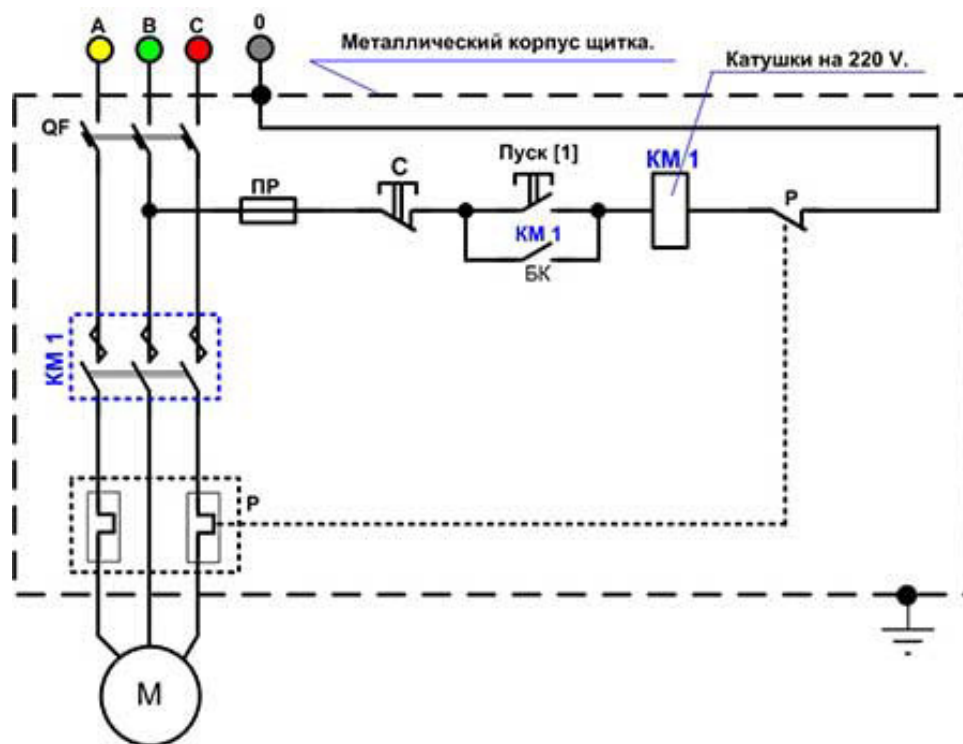 A B C 0
Металлический корпус щитка.
Катушки на 220 V.
QF
Пуск [1]
КМ 1
ПР
С
Р
КМ 1
БК
КМ 1
Р
М